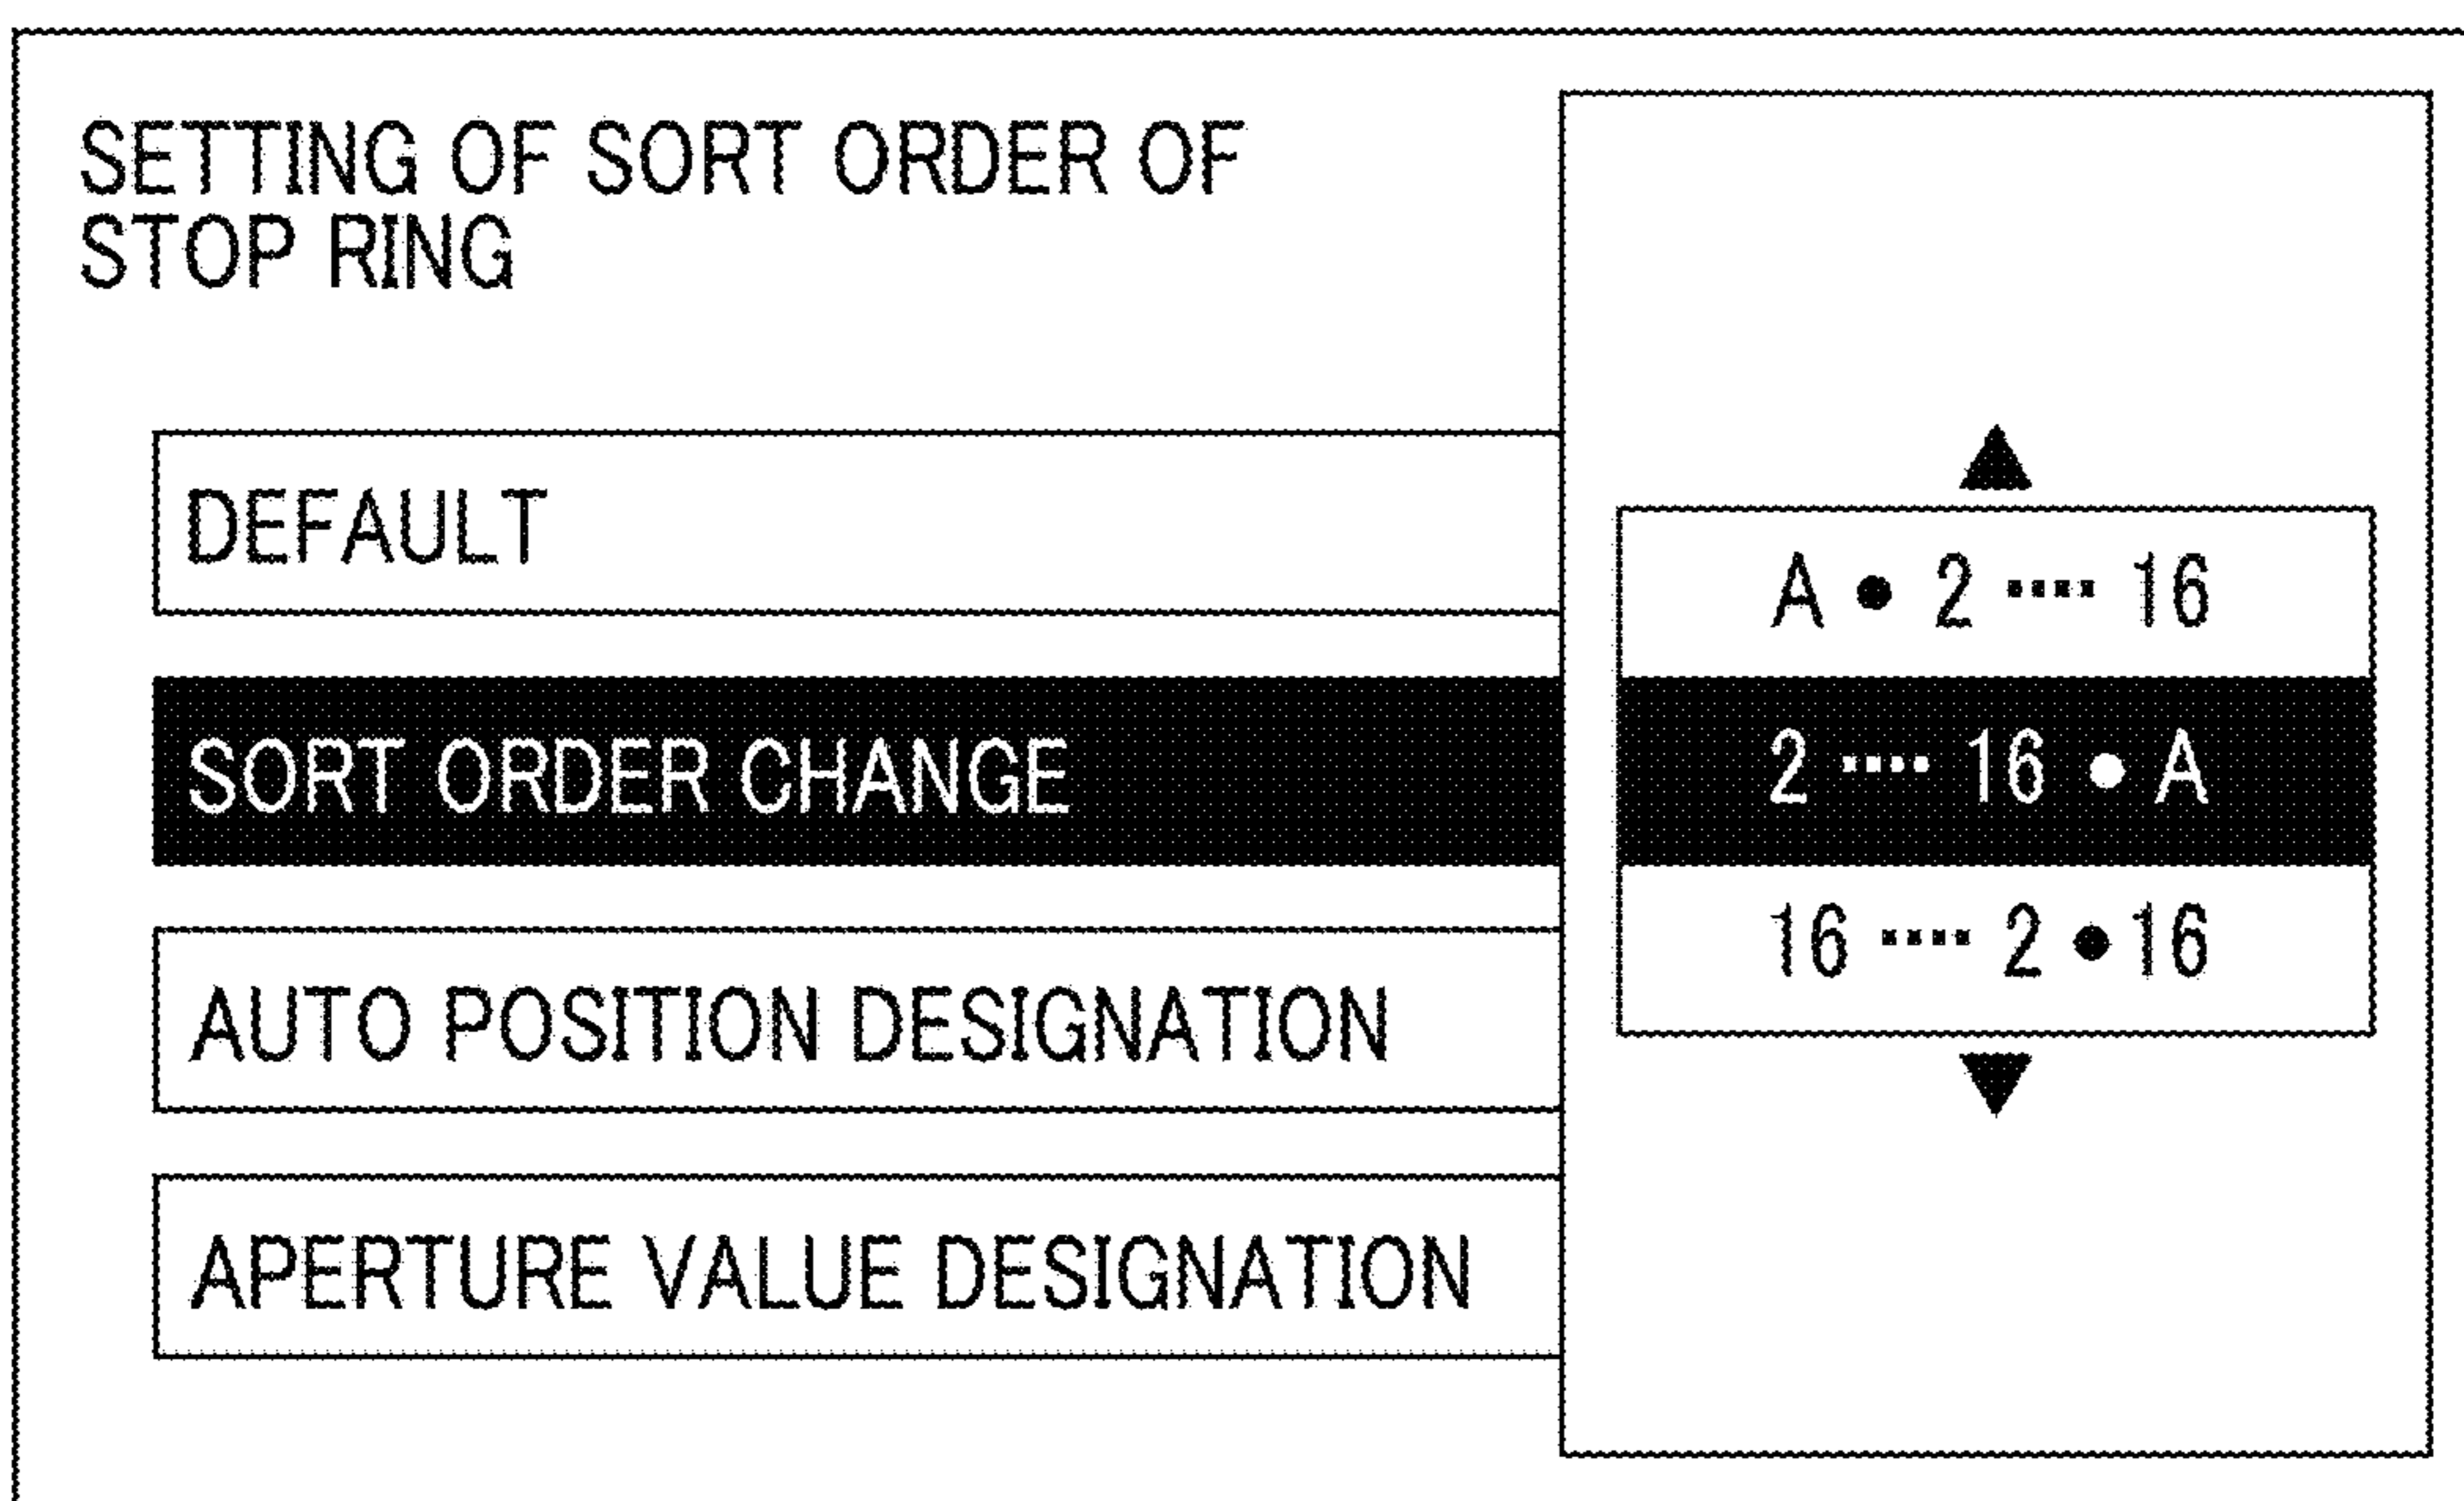 SETTING OF SORT ORDER OF
STOP RING
DEFAULT
SORT ORDER CHANGE
AUTO POSITION DESIGNATION
APERTURE VALUE DESIGNATION
▲
A ● 2 ···· 16
2 ···· 16 ● A
16 ···· 2 ● 16
▼